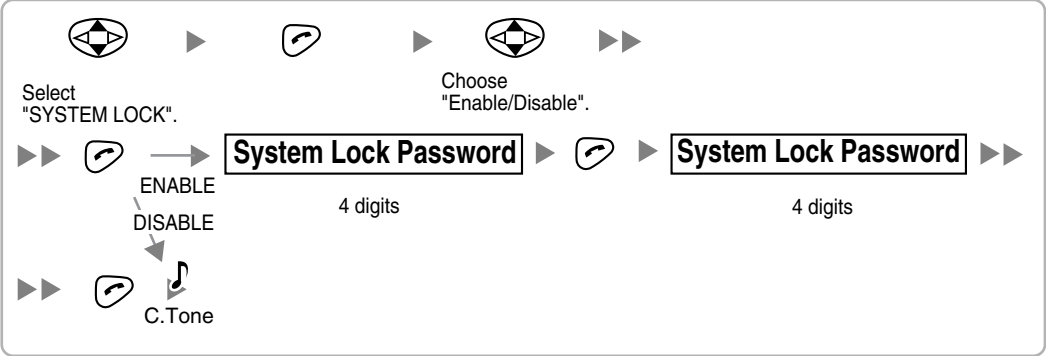 Select
"SYSTEM LOCK".
Choose
"Enable/Disable".
System Lock Password
System Lock Password
ENABLE
4 digits
4 digits
DISABLE
C.Tone